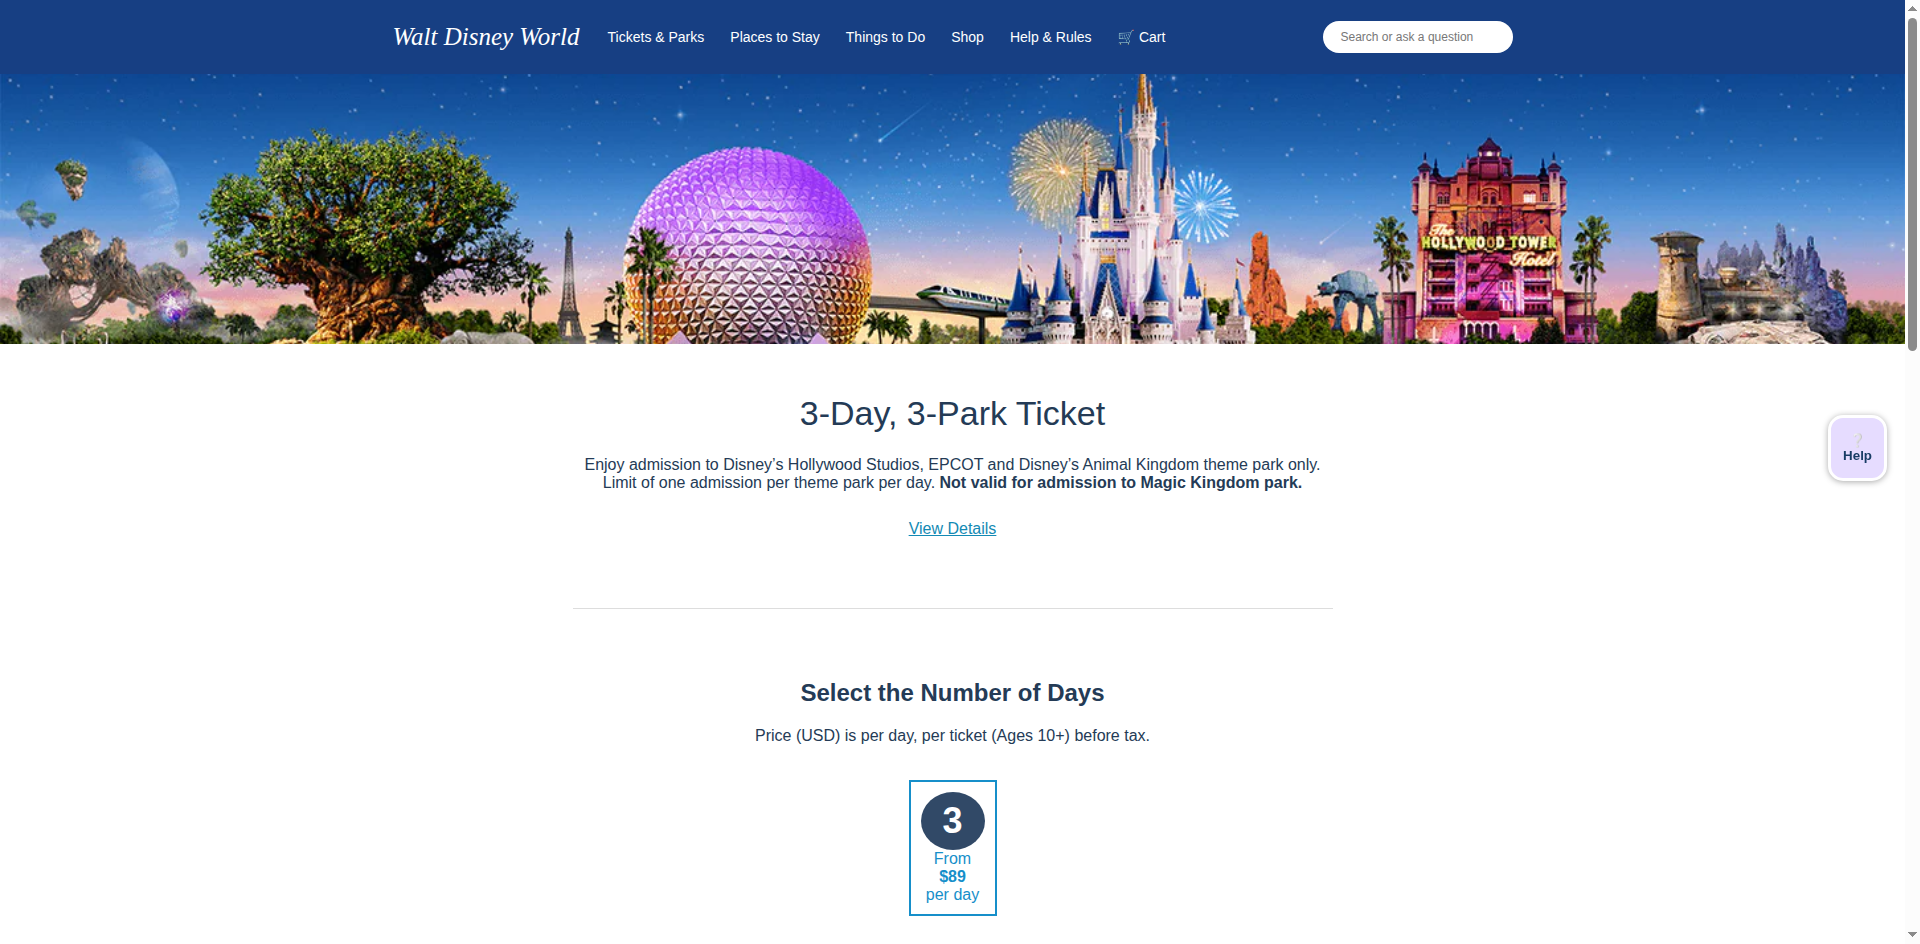 Walt Disney World
Tickets & Parks
Places to Stay
Things to Do
Shop
Help & Rules
Cart
Search or ask a question
The
HOLLYWOOD TOWER
Hotel
3-Day, 3-Park Ticket
Enjoy admission to Disney’s Hollywood Studios, EPCOT and Disney’s Animal Kingdom theme park only.
Limit of one admission per theme park per day. Not valid for admission to Magic Kingdom park.
View Details
?
Help
Select the Number of Days
Price (USD) is per day, per ticket (Ages 10+) before tax.
3
From
$89
per day